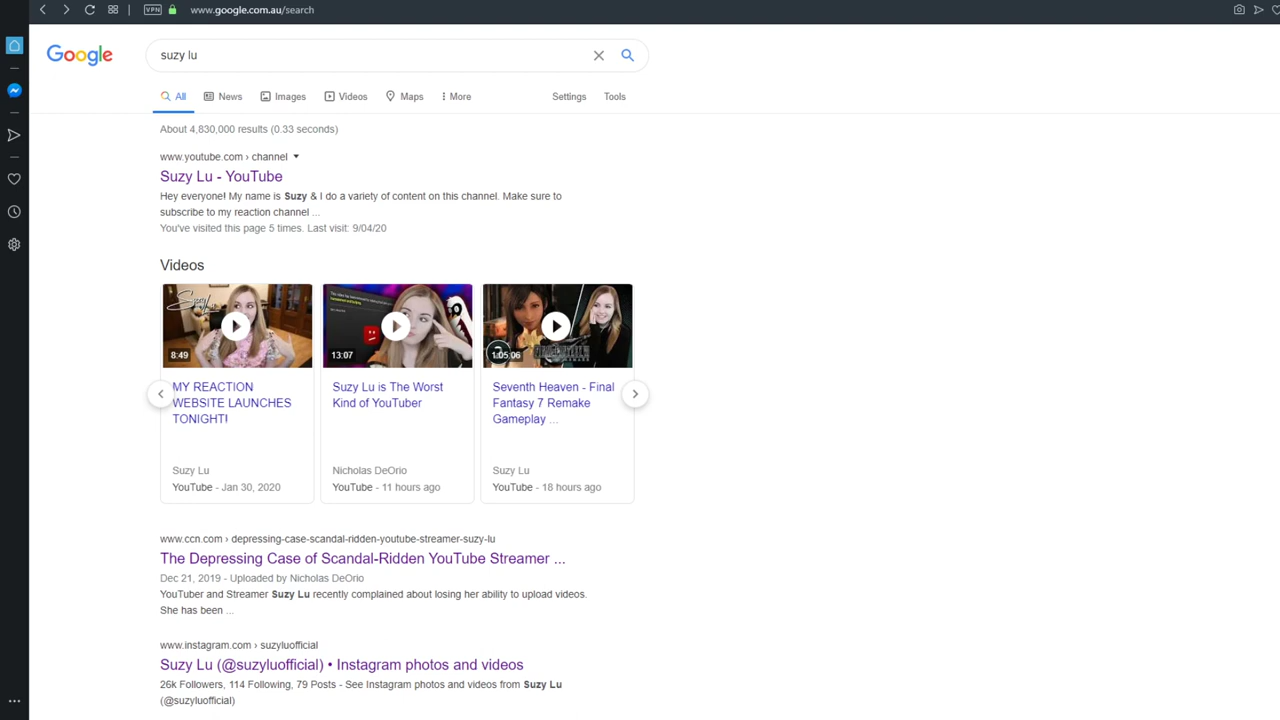 VPN
www.google.com.au/search
Google
suzy lu
All News Images Videos Maps More Settings Tools
About 4,830,000 results (0.33 seconds)
www.youtube.com › channel
Suzy Lu - YouTube
Hey everyone! My name is Suzy & I do a variety of content on this channel. Make sure to
subscribe to my reaction channel ...
You've visited this page 5 times. Last visit: 9/04/20
Videos
Suzy Lu
8:49
13:07
1:05:06
MY REACTION
WEBSITE LAUNCHES
TONIGHT!
Suzy Lu
YouTube - Jan 30, 2020
Suzy Lu is The Worst
Kind of YouTuber
Nicholas DeOrio
YouTube - 11 hours ago
Seventh Heaven - Final
Fantasy 7 Remake
Gameplay ...
Suzy Lu
YouTube - 18 hours ago
www.ccn.com › depressing-case-scandal-ridden-youtube-streamer-suzy-lu
The Depressing Case of Scandal-Ridden YouTube Streamer ...
Dec 21, 2019 - Uploaded by Nicholas DeOrio
YouTuber and Streamer Suzy Lu recently complained about losing her ability to upload videos.
She has been ...
www.instagram.com › suzyluofficial
Suzy Lu (@suzyluofficial) • Instagram photos and videos
26k Followers, 114 Following, 79 Posts - See Instagram photos and videos from Suzy Lu
(@suzyluofficial)